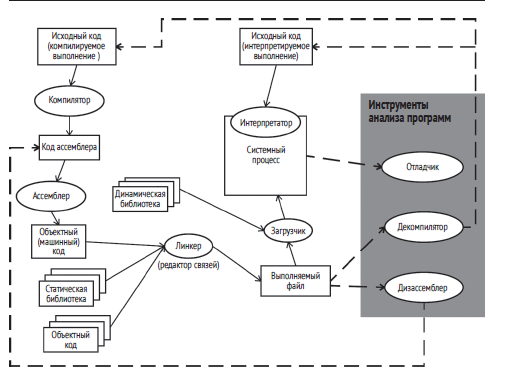 Исходный код
(компилируемое
выполнение )
Исходный код
(интерпретируемое
выполнение)
Компилятор
Интерпретатор
Системный
процесс
Инструменты
анализа программ
Код ассемблера
Отладчик
Ассемблер
Динамическая
библиотека
Объектный
(машинный)
код
Линкер
(редактор связей)
Загрузчик
Декомпилятор
Статическая
библиотека
Выполняемый
файл
Дизассемблер
Объектный
код